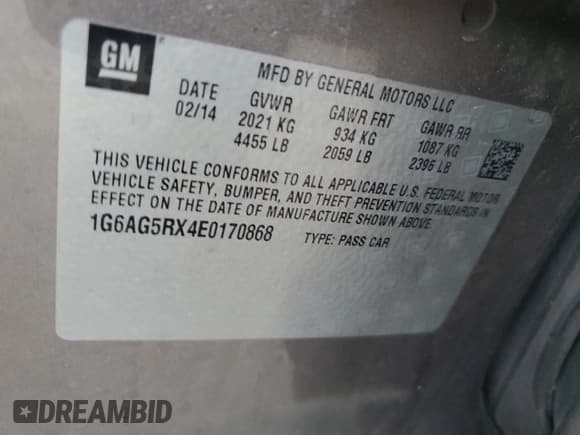 GM
MFD BY GENERAL MOTORS LLC
DATE GVWR GAWR FRT GAWR RR
02/14 2021 KG 934 KG 1087 KG
4455 LB 2059 LB 2396 LB
THIS VEHICLE CONFORMS TO ALL APPLICABLE U.S. FEDERAL MOTOR
VEHICLE SAFETY, BUMPER, AND THEFT PREVENTION STANDARDS IN
EFFECT ON THE DATE OF MANUFACTURE SHOWN ABOVE.
1G6AG5RX4E0170868 TYPE: PASS CAR
DREAMBID